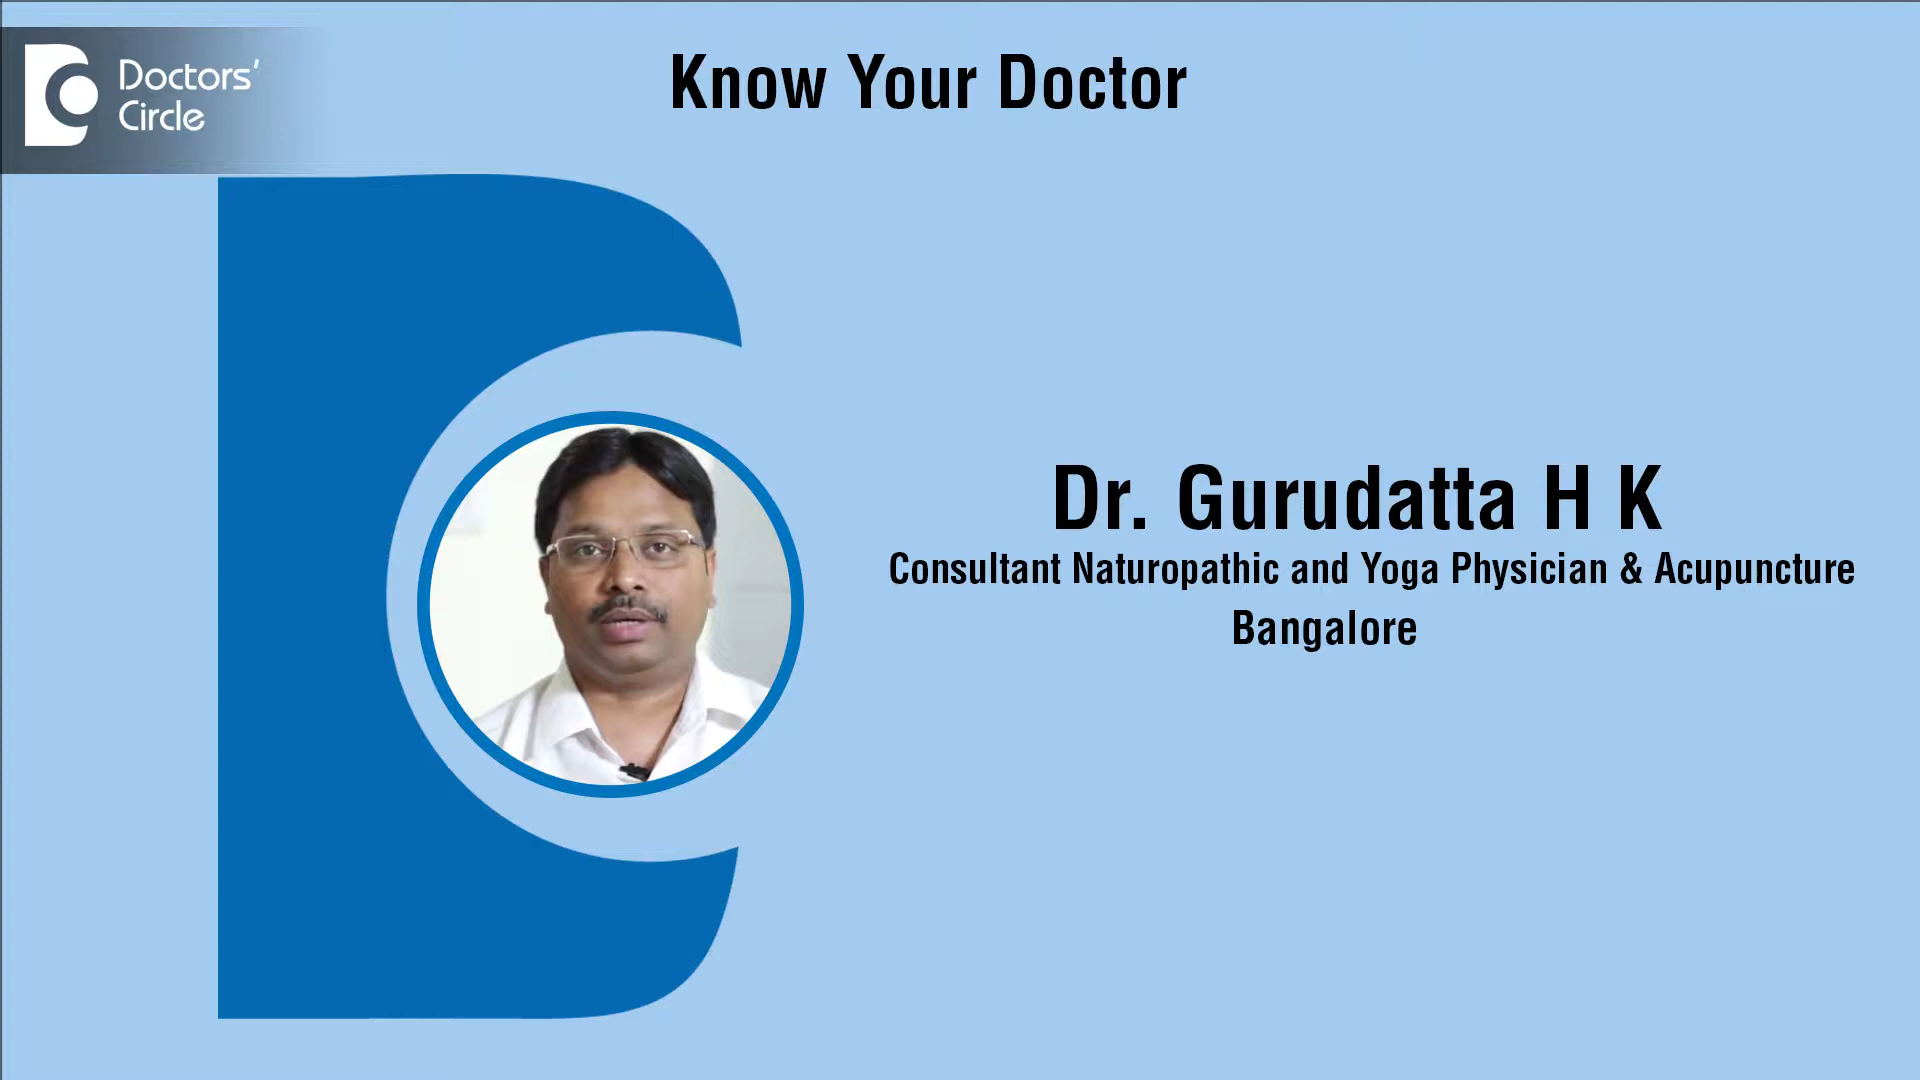 Doctors'
Circle
Know Your Doctor
Dr. Gurudatta H K
Consultant Naturopathic and Yoga Physician & Acupuncture
Bangalore